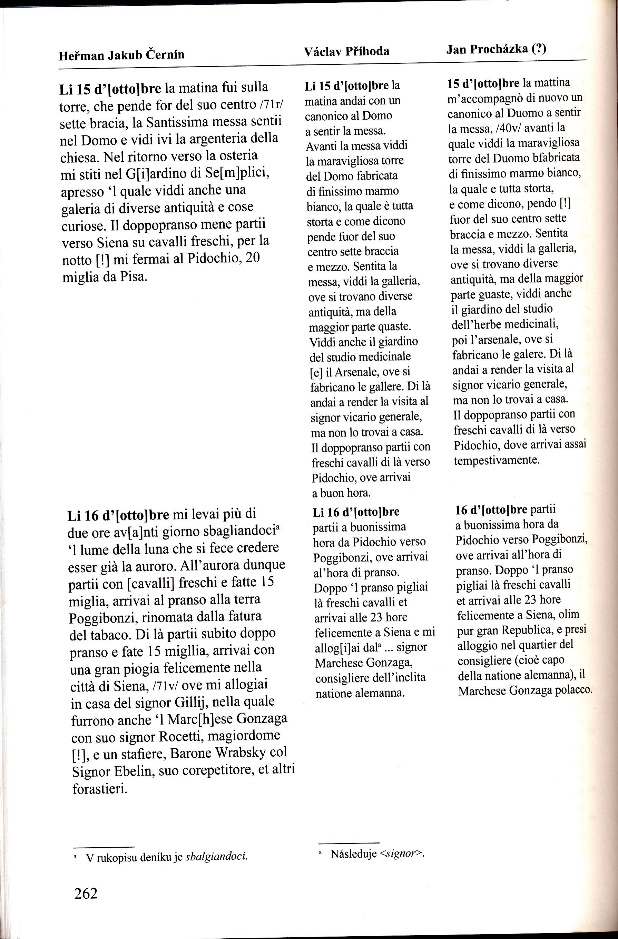 Heřman Jakub Černín
Li 15 d'[otto]bre la matina fui sulla
torre, che pende for del suo centro /71r/
sette bracia, la Santissima messa sentii
nel Domo e vidi ivi la argenteria della
chiesa. Nel ritorno verso la osteria
mi stiti nel G[i]ardino di Se[m]plici,
apresso 'l quale viddi anche una
galeria di diverse antiquità e cose
curiose. Il doppopranso mene partii
verso Siena su cavalli freschi, per la
notto [!] mi fermai al Pidochio, 20
miglia da Pisa.
Li 16 d'[otto]bre mi levai più di
due ore av[a]nti giorno sbagliandociª
'l lume della luna che si fece credere
esser già la auroro. All'aurora dunque
partii con [cavalli] freschi e fatte 15
miglia, arrivai al pranso alla terra
Poggibonzi, rinomata dalla fatura
del tabaco. Di là partii subito doppo
pranso e fate 15 migllia, arrivai con
una gran piogia felicemente nella
città di Siena, /71v/ ove mi allogiai
in casa del signor Gillij, nella quale
furrono anche 'l Marc[h]ese Gonzaga
con suo signor Rocetti, magiordome
[!], e un stafiere, Barone Wrabsky col
Signor Ebelin, suo corepetitore, et altri
forastieri.
ª V rukopisu deníku je sbalgiandoci.
262
Václav Příhoda
Li 15 d'[otto]bre la
matina andai con un
canonico al Domo
a sentir la messa.
Avanti la messa viddi
la maravigliosa torre
del Domo fabricata
di finissimo marmo
bianco, la quale è tutta
storta e come dicono
pende fuor del suo
centro sette braccia
e mezzo. Sentita la
messa, viddi la galleria,
ove si trovano diverse
antiquità, ma della
maggior parte quaste.
Viddi anche il giardino
del studio medicinale
[e] il Arsenale, ove si
fabricano le gallere. Di là
andai a render la visita al
signor vicario generale,
ma non lo trovai a casa.
Il doppopranso partii con
freschi cavalli di là verso
Pidochio, ove arrivai
a buon hora.
Li 16 d'[otto]bre
partii a buonissima
hora da Pidochio verso
Poggibonzi, ove arrivai
al'hora di pranso.
Doppo 'l pranso pigliai
là freschi cavalli et
arrivai alle 23 hore
felicemente a Siena e mi
allog[i]ai dalª ... signor
Marchese Gonzaga,
consigliere dell'inclita
natione alemanna.
ª Následuje <signor>.
Jan Procházka (?)
15 d'[otto]bre la mattina
m'accompagnò di nuovo un
canonico al Duomo a sentir
la messa, /40v/ avanti la
quale viddi la maravigliosa
torre del Duomo bfabricata
di finissimo marmo bianco,
la quale e tutta storta,
e come dicono, pendo [!]
fuor del suo centro sette
braccia e mezzo. Sentita
la messa, viddi la galleria,
ove si trovano diverse
antiquità, ma della maggior
parte guaste, viddi anche
il giardino del studio
dell'herbe medicinali,
poi l'arsenale, ove si
fabricano le galere. Di là
andai a render la visita al
signor vicario generale,
ma non lo trovai a casa.
Il doppopranso partii con
freschi cavalli di là verso
Pidochio, dove arrivai assai
tempestivamente.
16 d'[otto]bre partii
a buonissima hora da
Pidochio verso Poggibonzi,
ove arrivai all'hora di
pranso. Doppo 'l pranso
pigliai là freschi cavalli
et arrivai alle 23 hore
felicemente a Siena, olim
pur gran Republica, e presi
alloggio nel quartier del
consigliere (cioè capo
della natione alemanna), il
Marchese Gonzaga polacco.